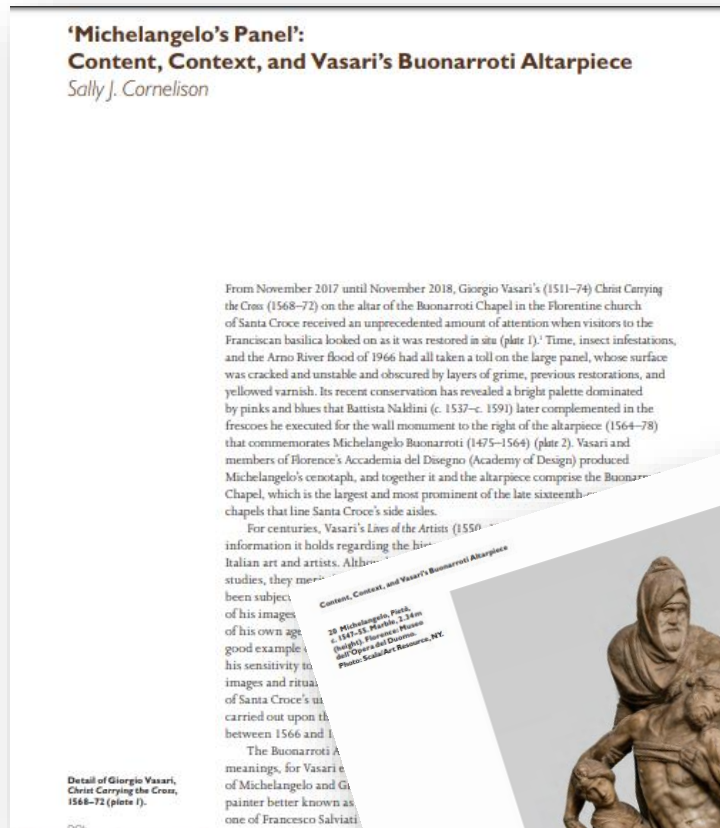 ‘Michelangelo’s Panel’:
Content, Context, and Vasari’s Buonarroti Altarpiece
Sally J. Cornelison
From November 2017 until November 2018, Giorgio Vasari’s (1511–74) Christ Carrying
the Cross (1568–72) on the altar of the Buonarroti Chapel in the Florentine church
of Santa Croce received an unprecedented amount of attention when visitors to the
Franciscan basilica looked on as it was restored in situ (plate 1).¹ Time, insect infestations,
and the Arno River flood of 1966 had all taken a toll on the large panel, whose surface
was cracked and unstable and obscured by layers of grime, previous restorations, and
yellowed varnish. Its recent conservation has revealed a bright palette dominated
by pinks and blues that Battista Naldini (c. 1537–c. 1591) later complemented in the
frescoes he executed for the wall monument to the right of the altarpiece (1564–78)
that commemorates Michelangelo Buonarroti (1475–1564) (plate 2). Vasari and
members of Florence’s Accademia del Disegno (Academy of Design) produced
Michelangelo’s cenotaph, and together it and the altarpiece comprise the
Chapel, which is the largest and most prominent of the late sixteenth-
chapels that line Santa Croce’s side aisles.
For centuries, Vasari’s Lives of the Artists (1550
information it holds regarding the
Italian art and artists.
studies, they
been
of his images
of his own age
good example
his sensitivity to
images and
of Santa Croce’s
carried out upon
between 1566 and
The Buonarroti
meanings, for Vasari
of Michelangelo and
painter better known as
one of Francesco Salviati
Detail of Giorgio Vasari,
Christ Carrying the Cross,
1568–72 (plate 1).
Content, Context, and Vasari’s Buonarroti Altarpiece
20 Michelangelo, Pietà,
c. 1547–55. Marble, 2.34m
(height). Florence: Museo
dell’Opera del Duomo.
Photo: Scala/Art Resource, NY.